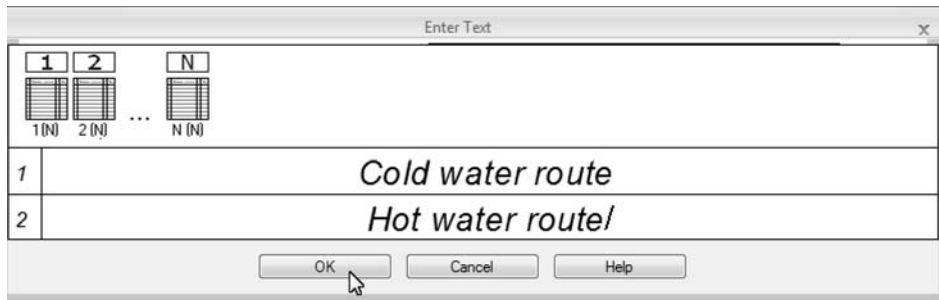 Enter Text x
1 2 N
...
1 (N) 2 (N) N (N)
1 Cold water route
2 Hot water route
OK Cancel Help